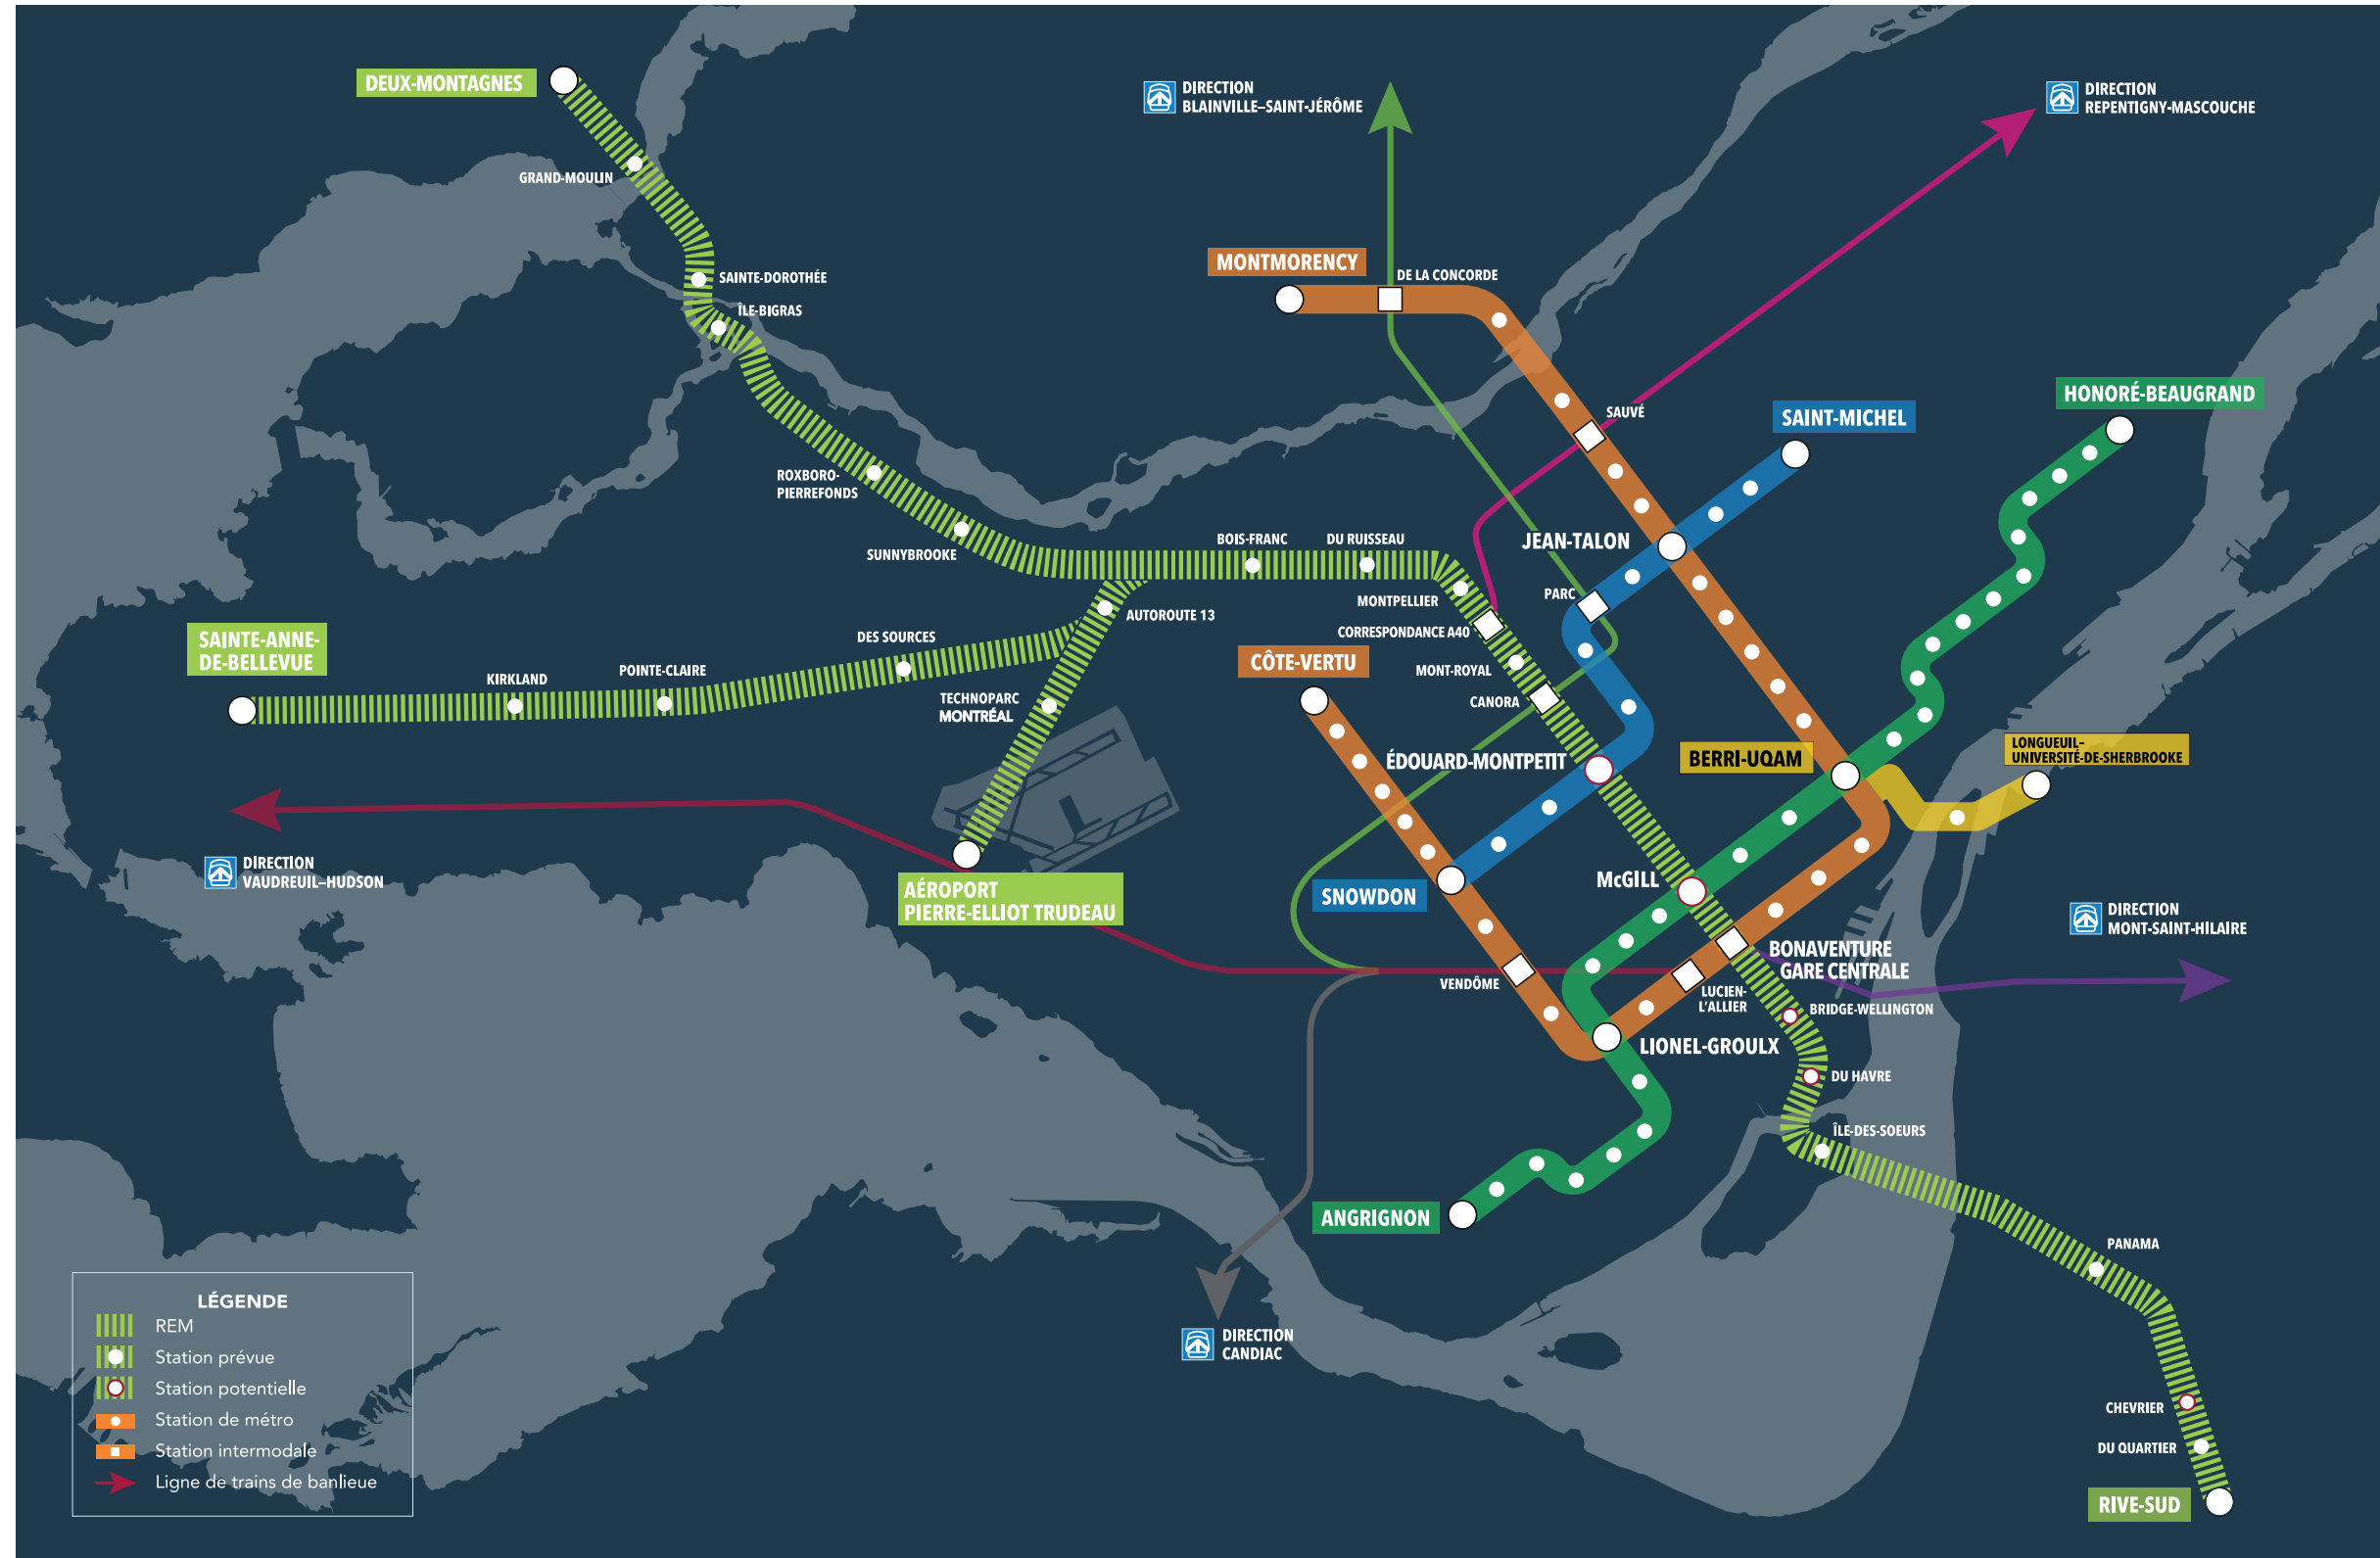 DEUX-MONTAGNES
DIRECTION
BLAINVILLE–SAINT-JÉRÔME
DIRECTION
REPENTIGNY-MASCOUCHE
GRAND-MOULIN
MONTMORENCY
DE LA CONCORDE
SAINTE-DOROTHÉE
ÎLE-BIGRAS
SAUVÉ
SAINT-MICHEL
HONORÉ-BEAUGRAND
ROXBORO-
PIERREFONDS
SUNNYBROOKE
BOIS-FRANC
DU RUISSEAU
JEAN-TALON
MONTPELLIER
PARC
AUTOROUTE 13
CORRESPONDANCE A40
SAINTE-ANNE-
DE-BELLEVUE
DES SOURCES
KIRKLAND
POINTE-CLAIRE
CÔTE-VERTU
MONT-ROYAL
CANORA
TECHNOPARC
MONTRÉAL
ÉDOUARD-MONTPETIT
BERRI-UQAM
LONGUEUIL–
UNIVERSITÉ-DE-SHERBROOKE
DIRECTION
VAUDREUIL–HUDSON
AÉROPORT
PIERRE-ELLIOT TRUDEAU
SNOWDON
McGILL
DIRECTION
MONT-SAINT-HILAIRE
BONAVENTURE
GARE CENTRALE
VENDÔME
LUCIEN-
L'ALLIER
BRIDGE-WELLINGTON
LIONEL-GROULX
DU HAVRE
ÎLE-DES-SOEURS
ANGRIGNON
PANAMA
DIRECTION
CANDIAC
CHEVRIER
DU QUARTIER
RIVE-SUD
LÉGENDE
REM
Station prévue
Station potentielle
Station de métro
Station intermodale
Ligne de trains de banlieue